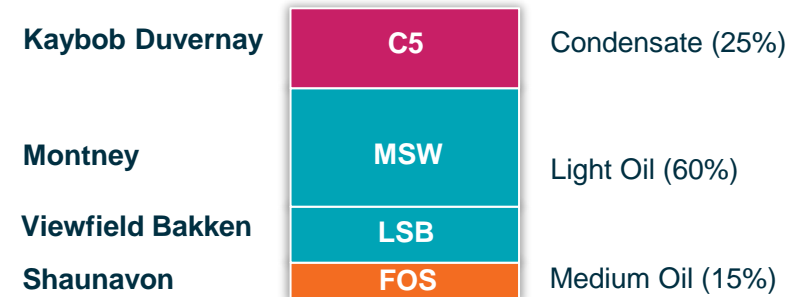 Kaybob Duvernay C5 Condensate (25%)
Montney MSW Light Oil (60%)
Viewfield Bakken LSB
Shaunavon FOS Medium Oil (15%)